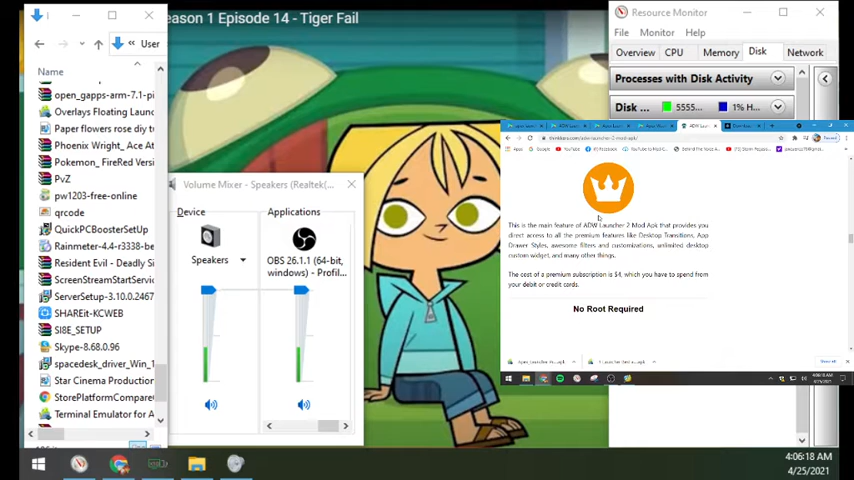 eason 1 Episode 14 - Tiger Fail
User
Name
open_gapps-arm-7.1-pi
Overlays Floating Laun
Paper flowers rose diy to
Phoenix Wright_ Ace At
Pokemon_ FireRed Versi
PvZ
pw1203-free-online
qrcode
QuickPCBoosterSetUp
Rainmeter-4.4-r3338-be
Resident Evil - Deadly Si
ScreenStreamStartServic
ServerSetup-3.10.0.2467
SHAREit-KCWEB
SI8E_SETUP
Skype-8.68.0.96
spacedesk_driver_Win_1
Star Cinema Production
StorePlatformCompare
Terminal Emulator for A
Volume Mixer - Speakers (Realtek(...
Device
Applications
Speakers
OBS 26.1.1 (64-bit,
windows) - Profil...
Resource Monitor
File Monitor Help
Overview CPU Memory Disk Network
Processes with Disk Activity
Disk ... 5555... 1% H...
This is the main feature of ADW Launcher 2 Mod Apk that provides you
direct access to all the premium features like Desktop Transitions, App
Drawer Styles, awesome filters and customizations, unlimited desktop
custom widget, and many other things.
The cost of a premium subscription is $4, which you have to spend from
your debit or credit cards.
No Root Required
4:06:18 AM
4/25/2021